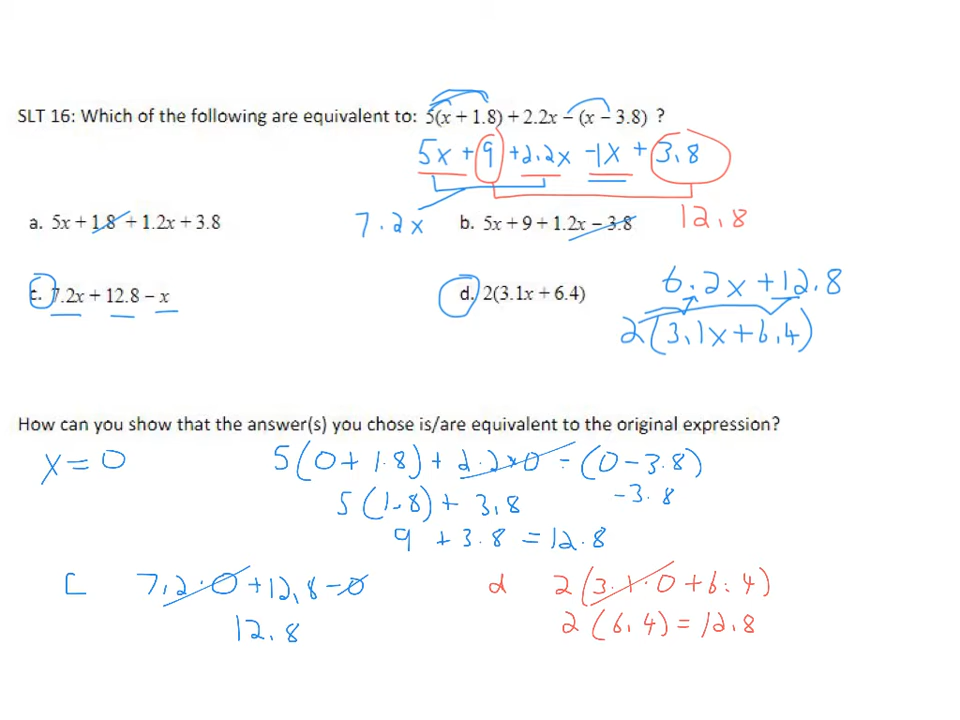 SLT 16: Which of the following are equivalent to: 5(x + 1.8) + 2.2x – (x – 3.8) ?
5x + 9 + 2.2x - 1x + 3.8
a. 5x + 1.8 + 1.2x + 3.8
7.2x
b. 5x + 9 + 1.2x – 3.8
12.8
c. 7.2x + 12.8 – x
d. 2(3.1x + 6.4)
6.2x + 12.8
2(3.1x + 6.4)
How can you show that the answer(s) you chose is/are equivalent to the original expression?
x = 0
5(0 + 1.8) + 2.2×0 - (0 - 3.8)
-3.8
5(1.8) + 3.8
9 + 3.8 = 12.8
C 7.2·0 + 12.8 - 0
12.8
d 2(3.1·0 + 6.4)
2(6.4) = 12.8